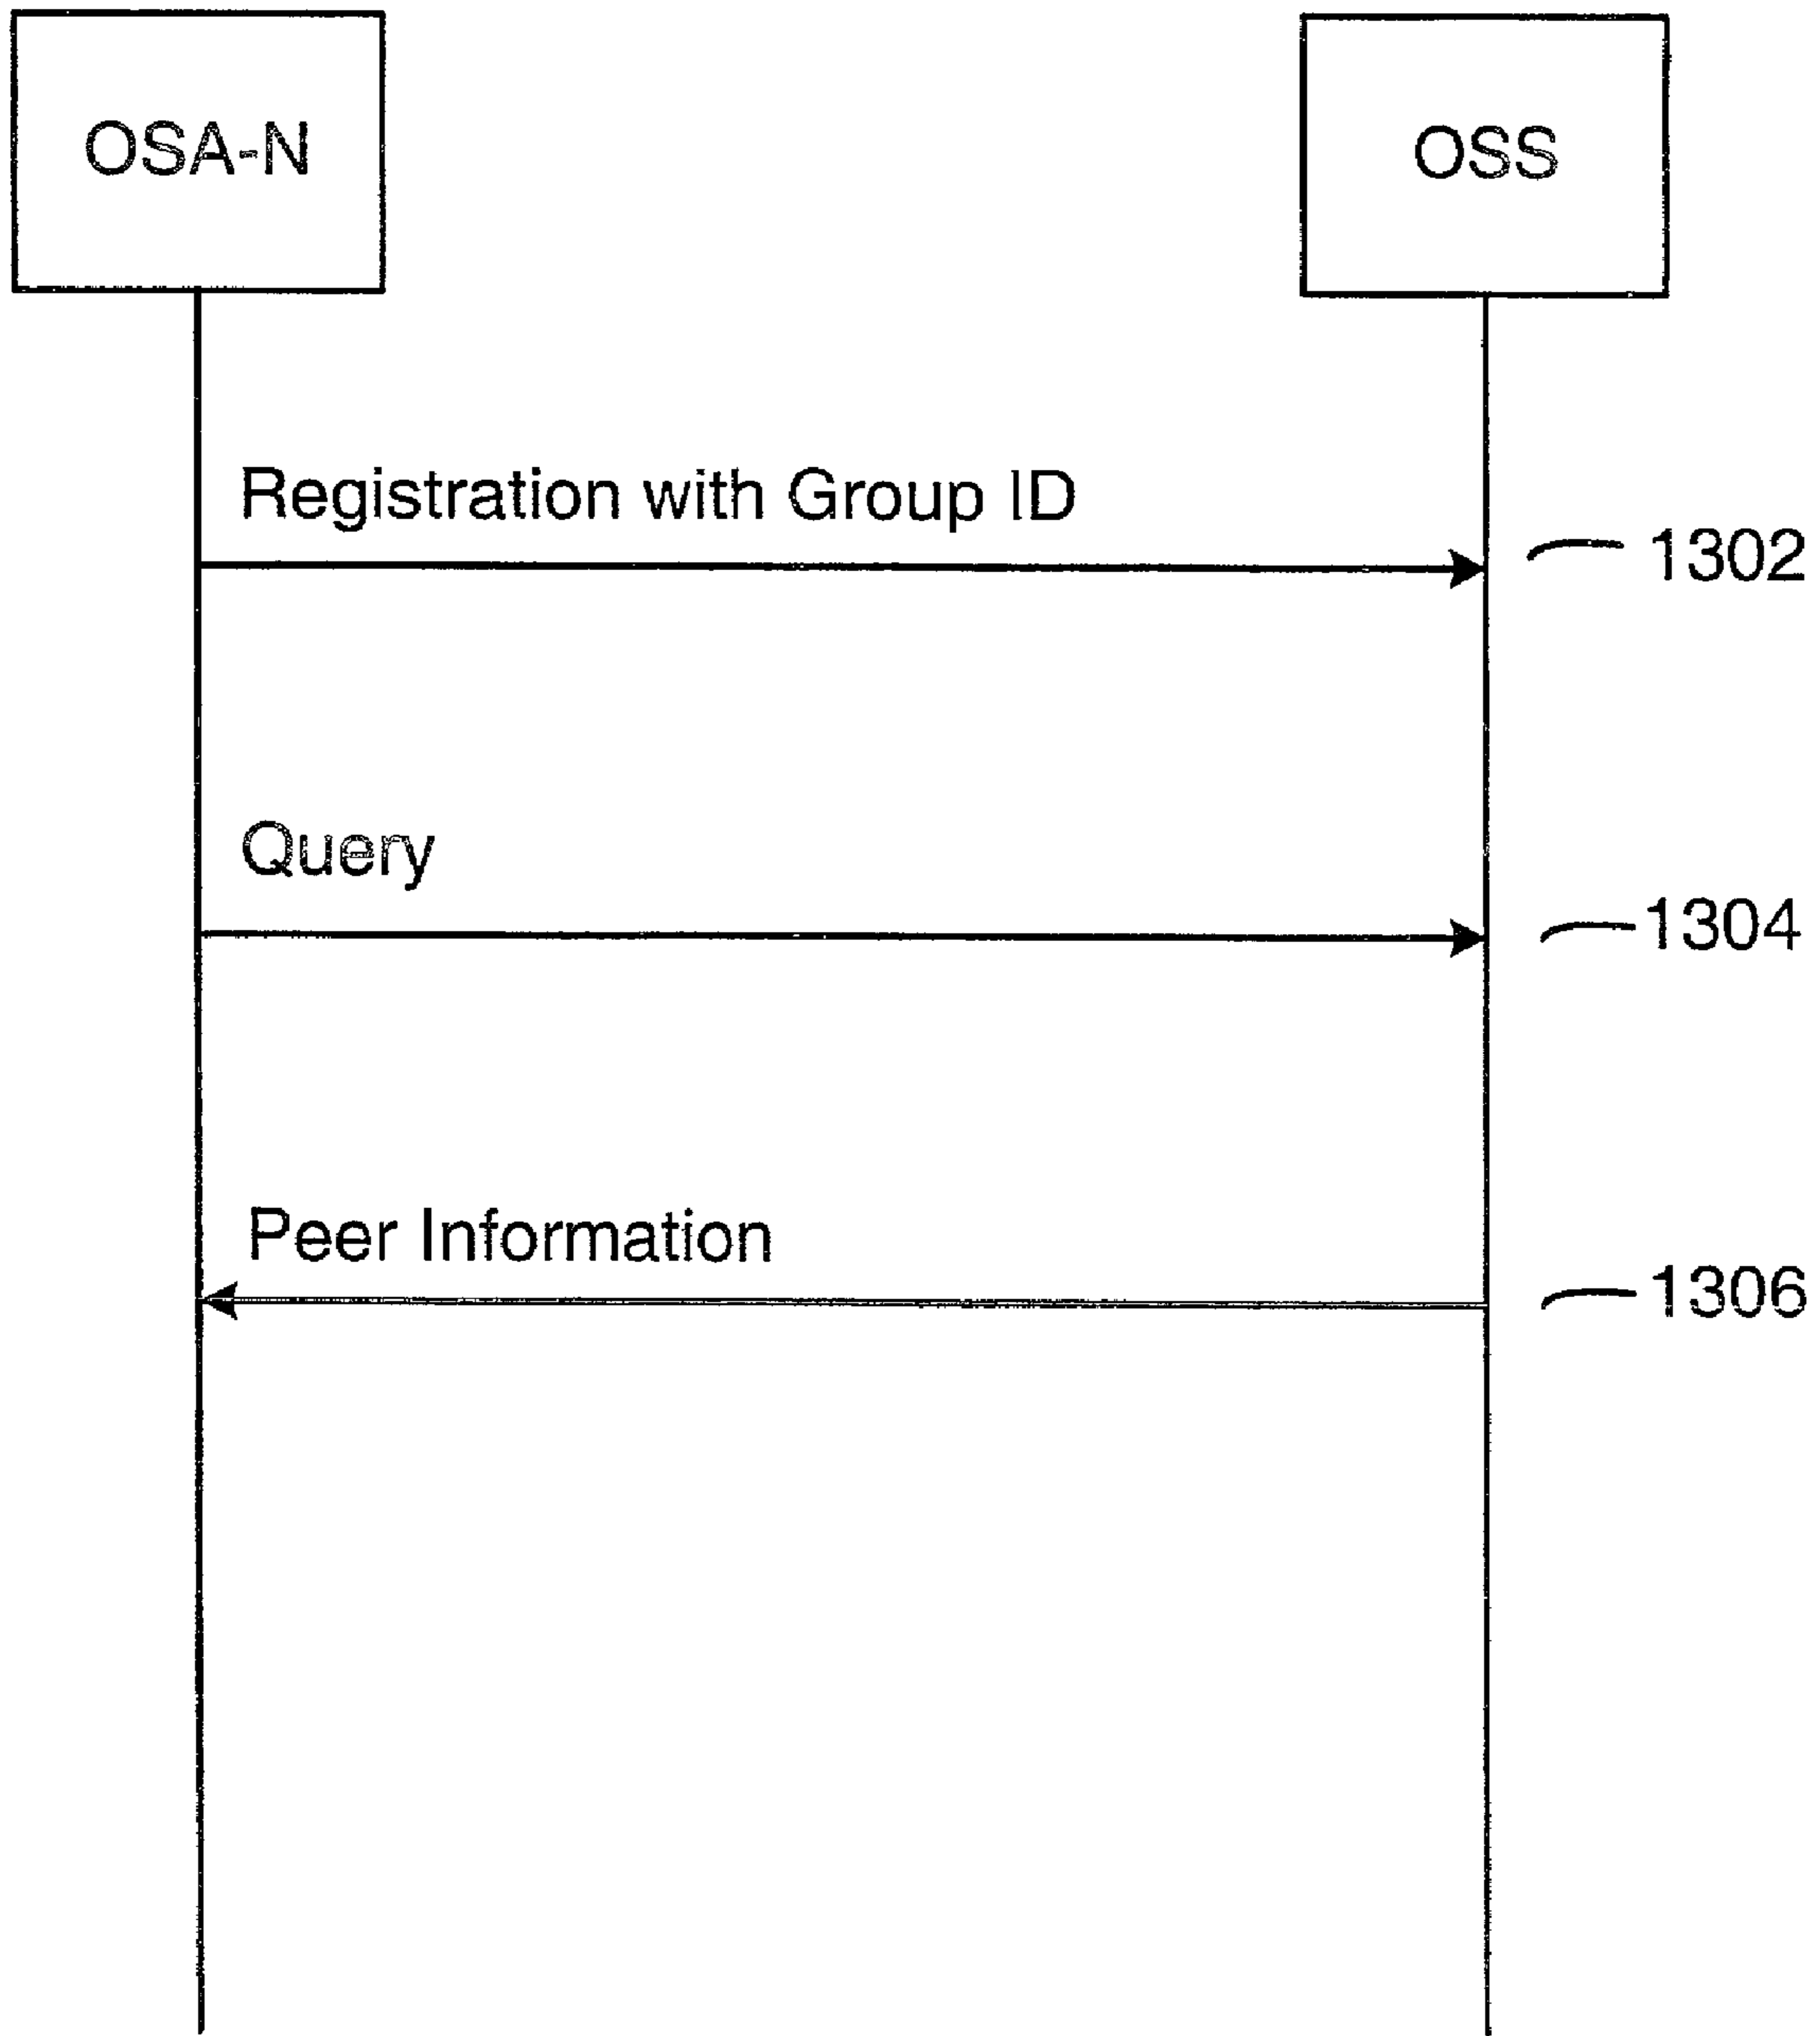 OSA-N
OSS
Registration with Group ID
1302
Query
1304
Peer Information
1306